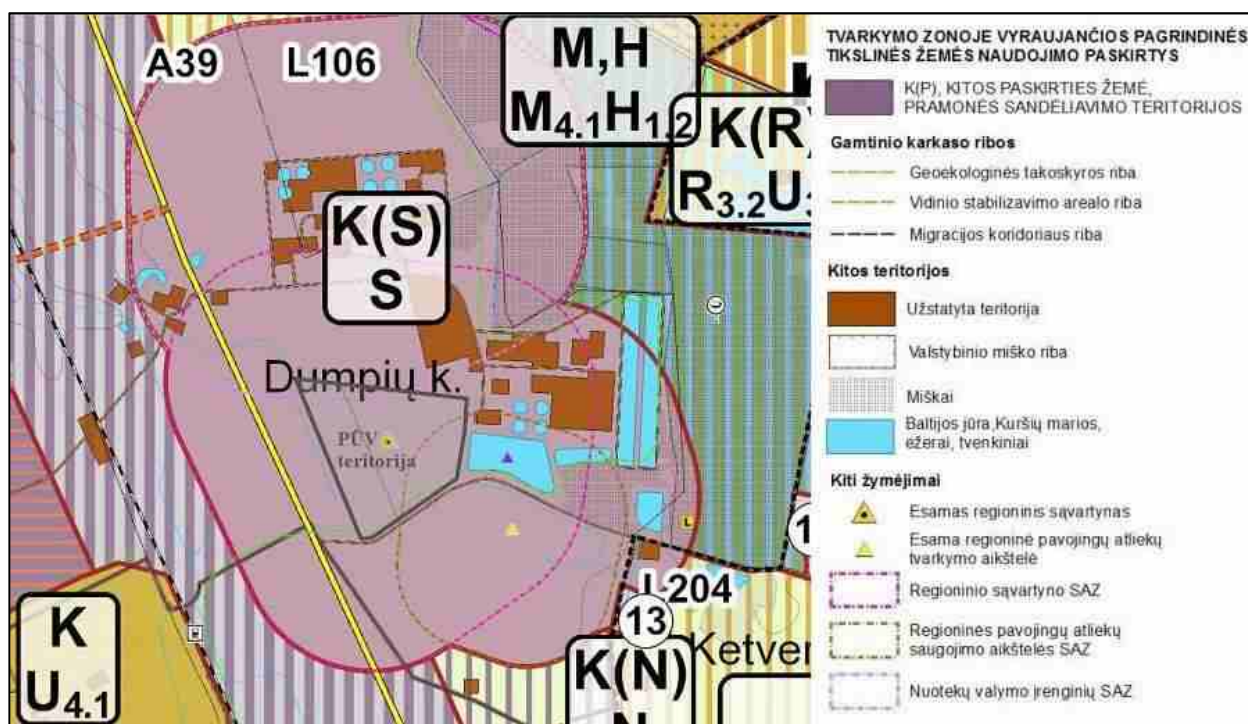 A39
L106
M,H
M4.1H1.2
K(R)
R3.2U
K(S)
S
Dumpių k.
PŪV
teritorija
L
L204
13
K
U4.1
K(N)
Ketver
TVARKYMO ZONOJE VYRAUJANČIOS PAGRINDINĖS
TIKSLINĖS ŽEMĖS NAUDOJIMO PASKIRTYS
K(P), KITOS PASKIRTIES ŽEMĖ,
PRAMONĖS SANDĖLIAVIMO TERITORIJOS
Gamtinio karkaso ribos
Geoekologinės takoskyros riba
Vidinio stabilizavimo arealo riba
Migracijos koridoriaus riba
Kitos teritorijos
Užstatyta teritorija
Valstybinio miško riba
Miškai
Baltijos jūra,Kuršių marios,
ežerai, tvenkiniai
Kiti žymėjimai
Esamas regioninis sąvartynas
Esama regioninė pavojingų atliekų
tvarkymo aikštelė
Regioninio sąvartyno SAZ
Regioninės pavojingų atliekų
saugojimo aikštelės SAZ
Nuotekų valymo įrenginių SAZ